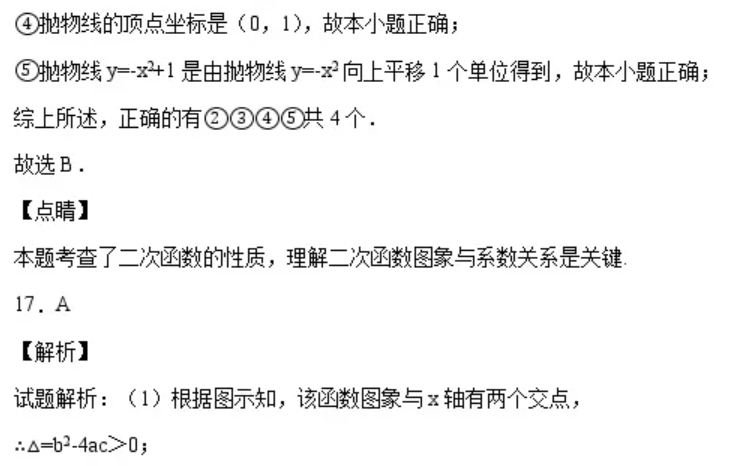 ④抛物线的顶点坐标是（0，1），故本小题正确；
⑤抛物线 y=-x²+1 是由抛物线 y=-x² 向上平移 1 个单位得到，故本小题正确；
综上所述，正确的有②③④⑤共 4 个．
故选 B．
【点睛】
本题考查了二次函数的性质，理解二次函数图象与系数关系是关键.
17．A
【解析】
试题解析：（1）根据图示知，该函数图象与 x 轴有两个交点，
∴△=b²-4ac＞0；